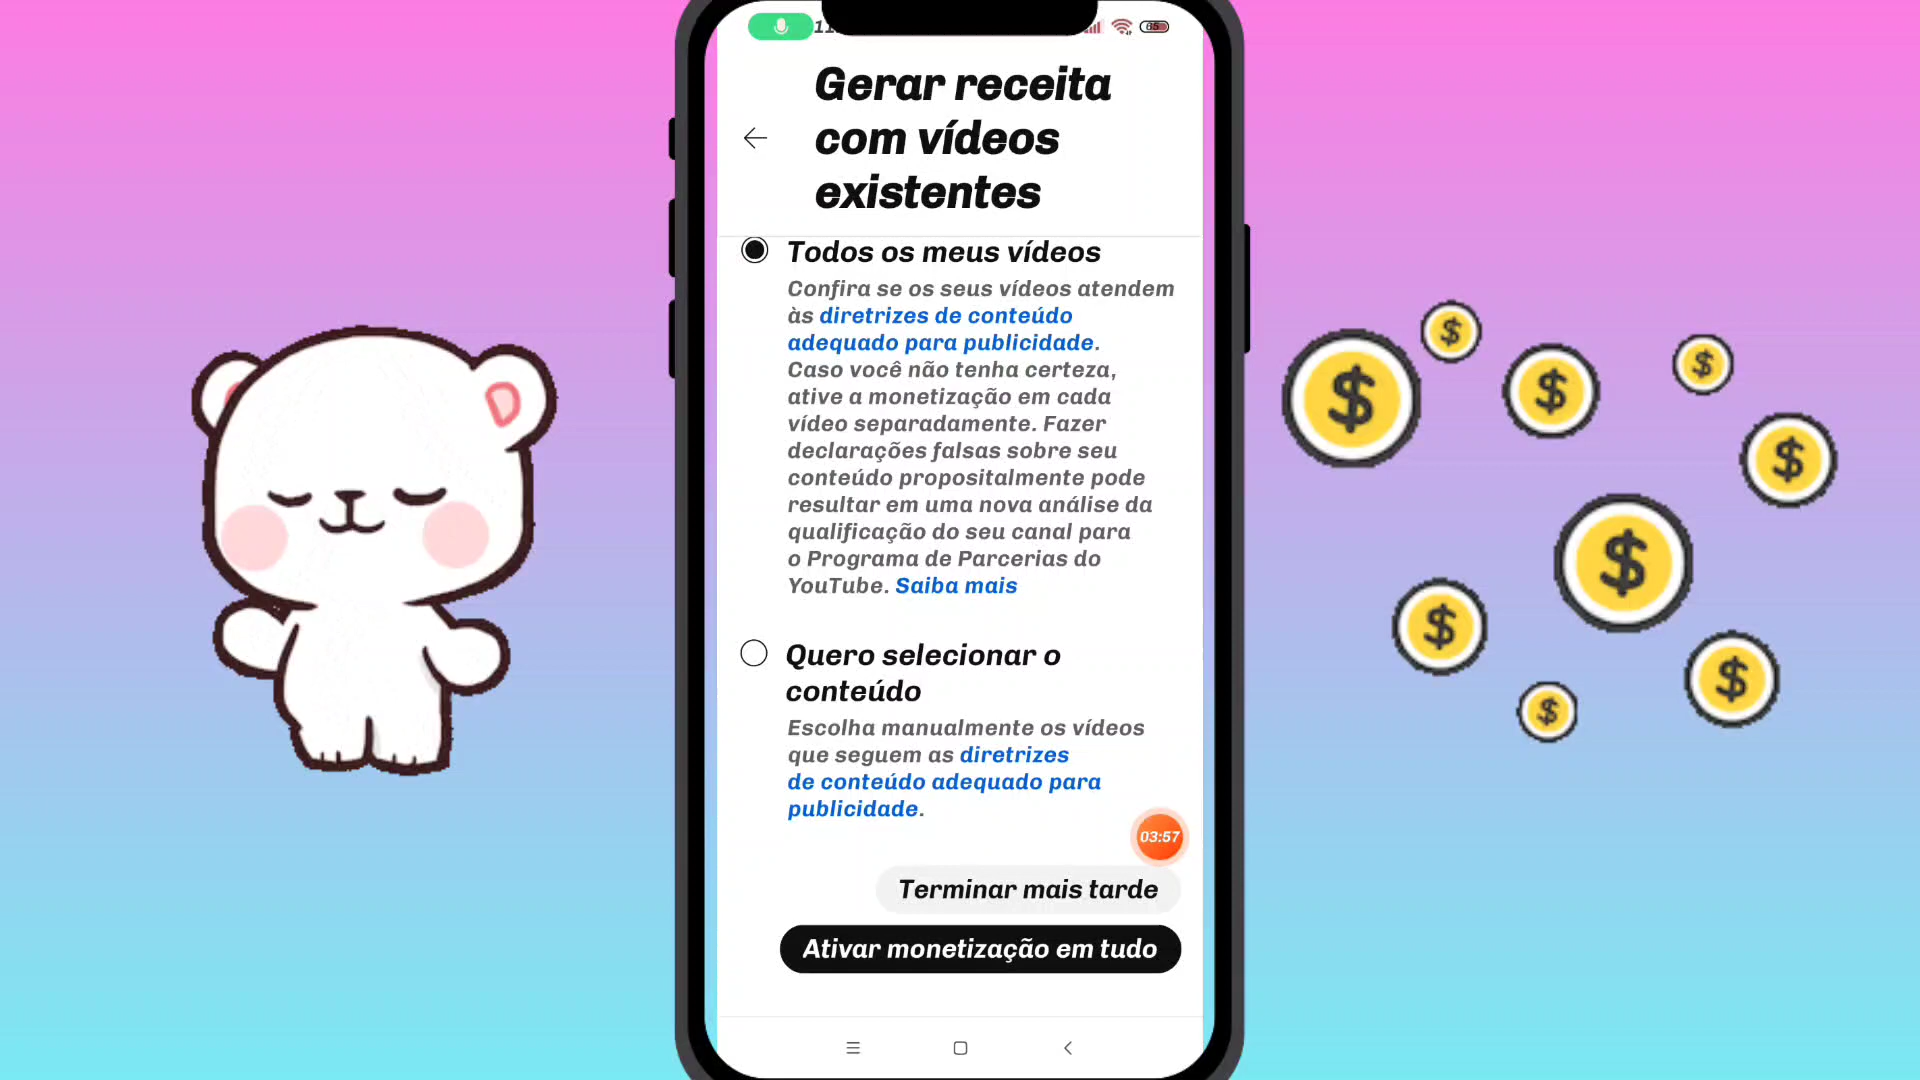 11
65
Gerar receita
com vídeos
existentes
Todos os meus vídeos
Confira se os seus vídeos atendem
às diretrizes de conteúdo
adequado para publicidade.
Caso você não tenha certeza,
ative a monetização em cada
vídeo separadamente. Fazer
declarações falsas sobre seu
conteúdo propositalmente pode
resultar em uma nova análise da
qualificação do seu canal para
o Programa de Parcerias do
YouTube. Saiba mais
Quero selecionar o
conteúdo
Escolha manualmente os vídeos
que seguem as diretrizes
de conteúdo adequado para
publicidade.
03:57
Terminar mais tarde
Ativar monetização em tudo
$
$
$
$
$
$
$
$
$